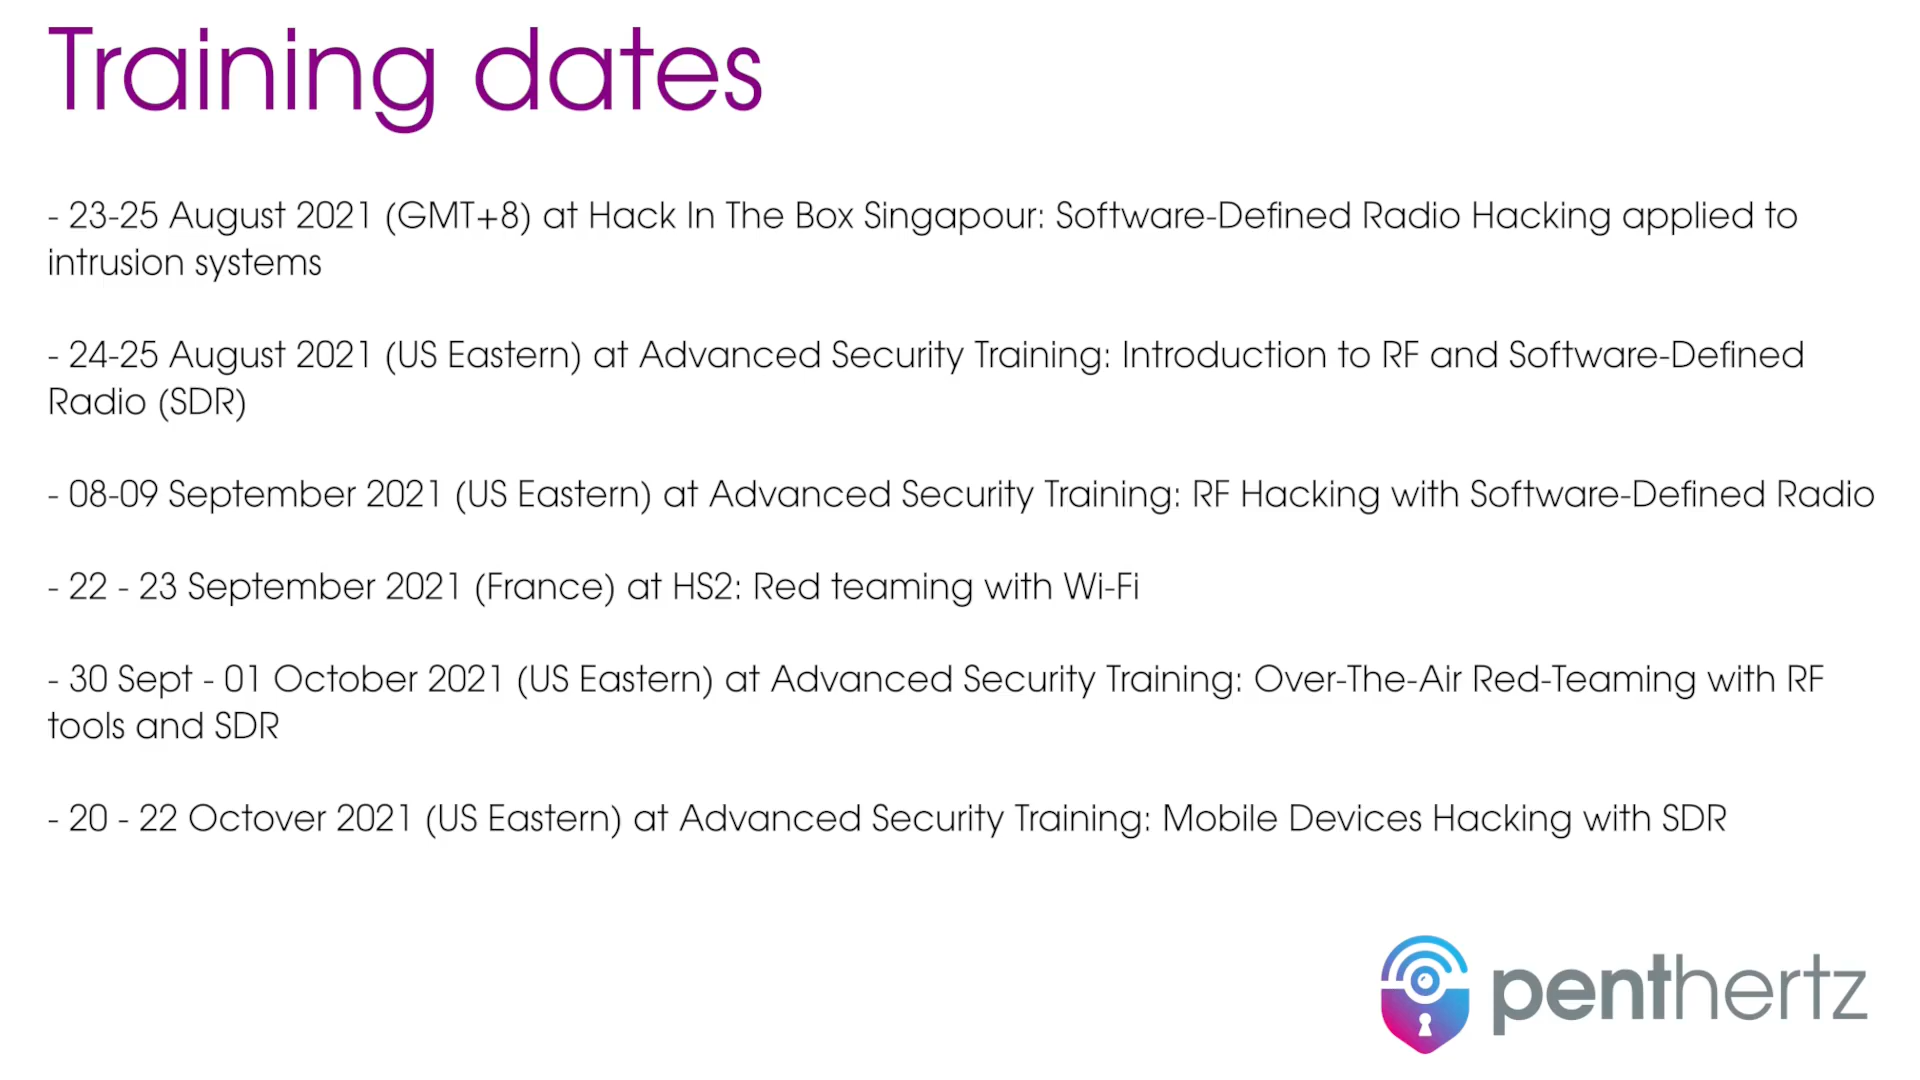 Training dates
- 23-25 August 2021 (GMT+8) at Hack In The Box Singapour: Software-Defined Radio Hacking applied to
intrusion systems
- 24-25 August 2021 (US Eastern) at Advanced Security Training: Introduction to RF and Software-Defined
Radio (SDR)
- 08-09 September 2021 (US Eastern) at Advanced Security Training: RF Hacking with Software-Defined Radio
- 22 - 23 September 2021 (France) at HS2: Red teaming with Wi-Fi
- 30 Sept - 01 October 2021 (US Eastern) at Advanced Security Training: Over-The-Air Red-Teaming with RF
tools and SDR
- 20 - 22 Octover 2021 (US Eastern) at Advanced Security Training: Mobile Devices Hacking with SDR
penthertz